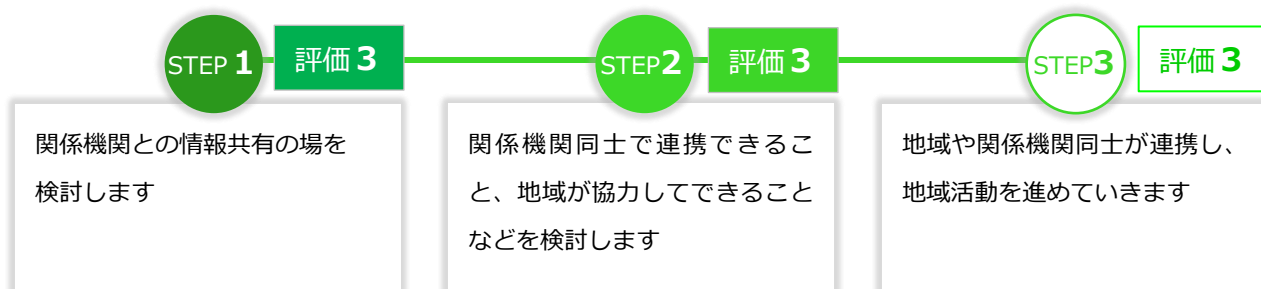 STEP 1
評価 3
関係機関との情報共有の場を
検討します
STEP2
評価 3
関係機関同士で連携できるこ
と、地域が協力してできること
などを検討します
STEP3
評価 3
地域や関係機関同士が連携し、
地域活動を進めていきます